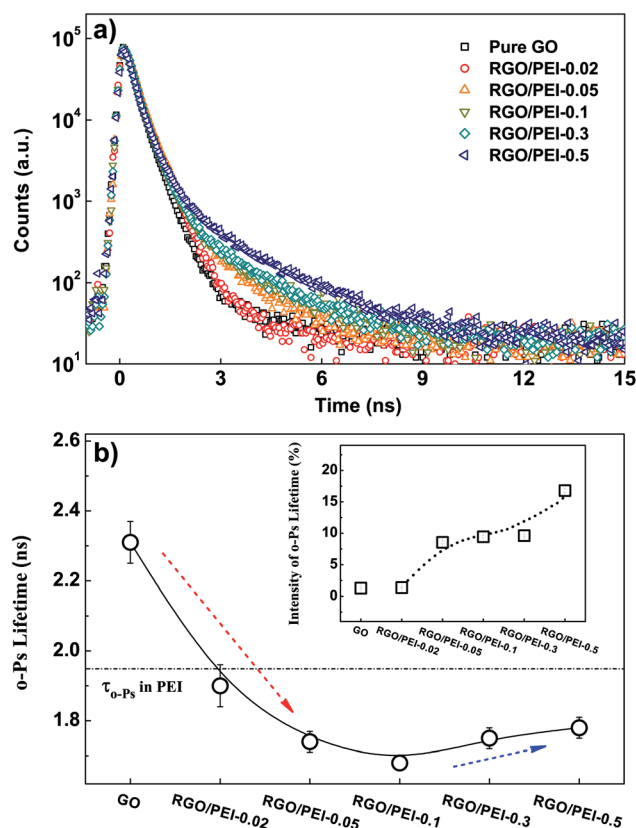 a)
Pure GO
RGO/PEI-0.02
RGO/PEI-0.05
RGO/PEI-0.1
RGO/PEI-0.3
RGO/PEI-0.5
Counts (a.u.)
10⁵
10⁴
10³
10²
10¹
0 3 6 9 12 15
Time (ns)
b)
o-Ps Lifetime (ns)
2.6
2.4
2.2
2.0
1.8
1.6
τo-Ps in PEI
GO RGO/PEI-0.02 RGO/PEI-0.05 RGO/PEI-0.1 RGO/PEI-0.3 RGO/PEI-0.5
Intensity of o-Ps Lifetime (%)
20
15
10
5
0
GO RGO/PEI-0.02 RGO/PEI-0.05 RGO/PEI-0.1 RGO/PEI-0.3 RGO/PEI-0.5